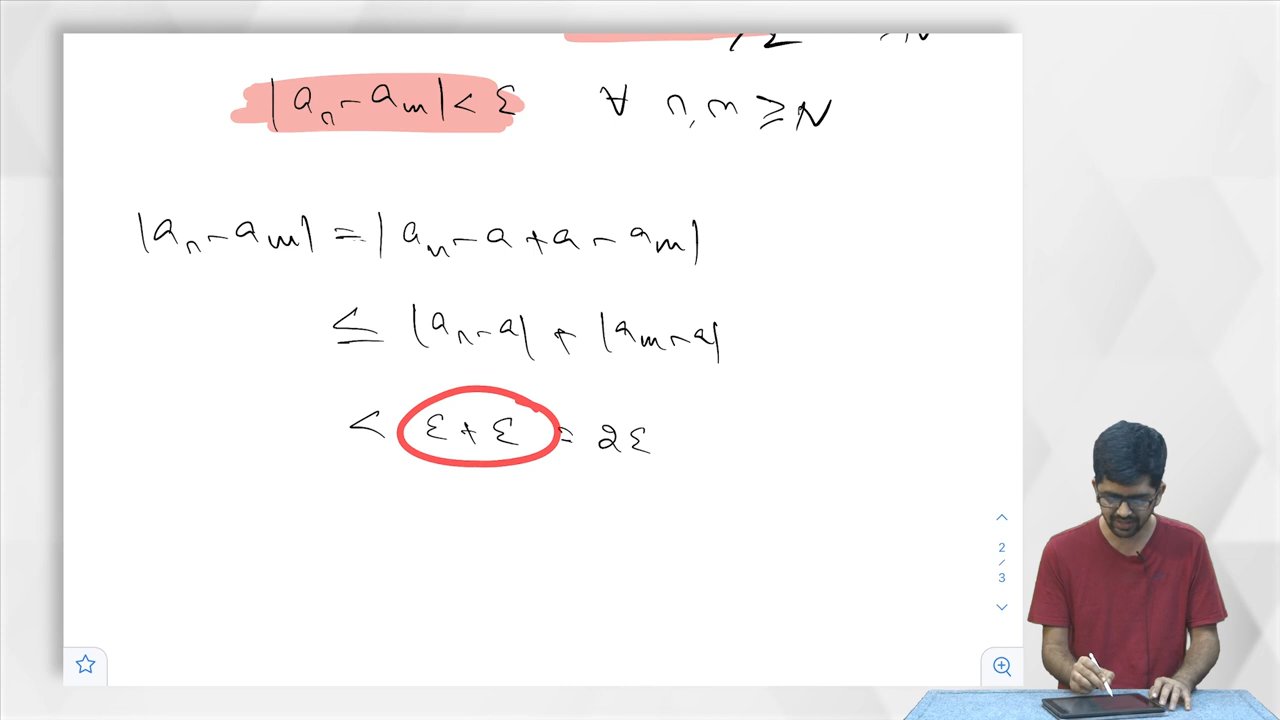 |aₙ - aₘ| < ε ∀ n, m ≥ N
|aₙ - aₘ| = |aₙ - a + a - aₘ|
≤ |aₙ - a| + |aₘ - a|
< ε + ε = 2ε
2
/
3